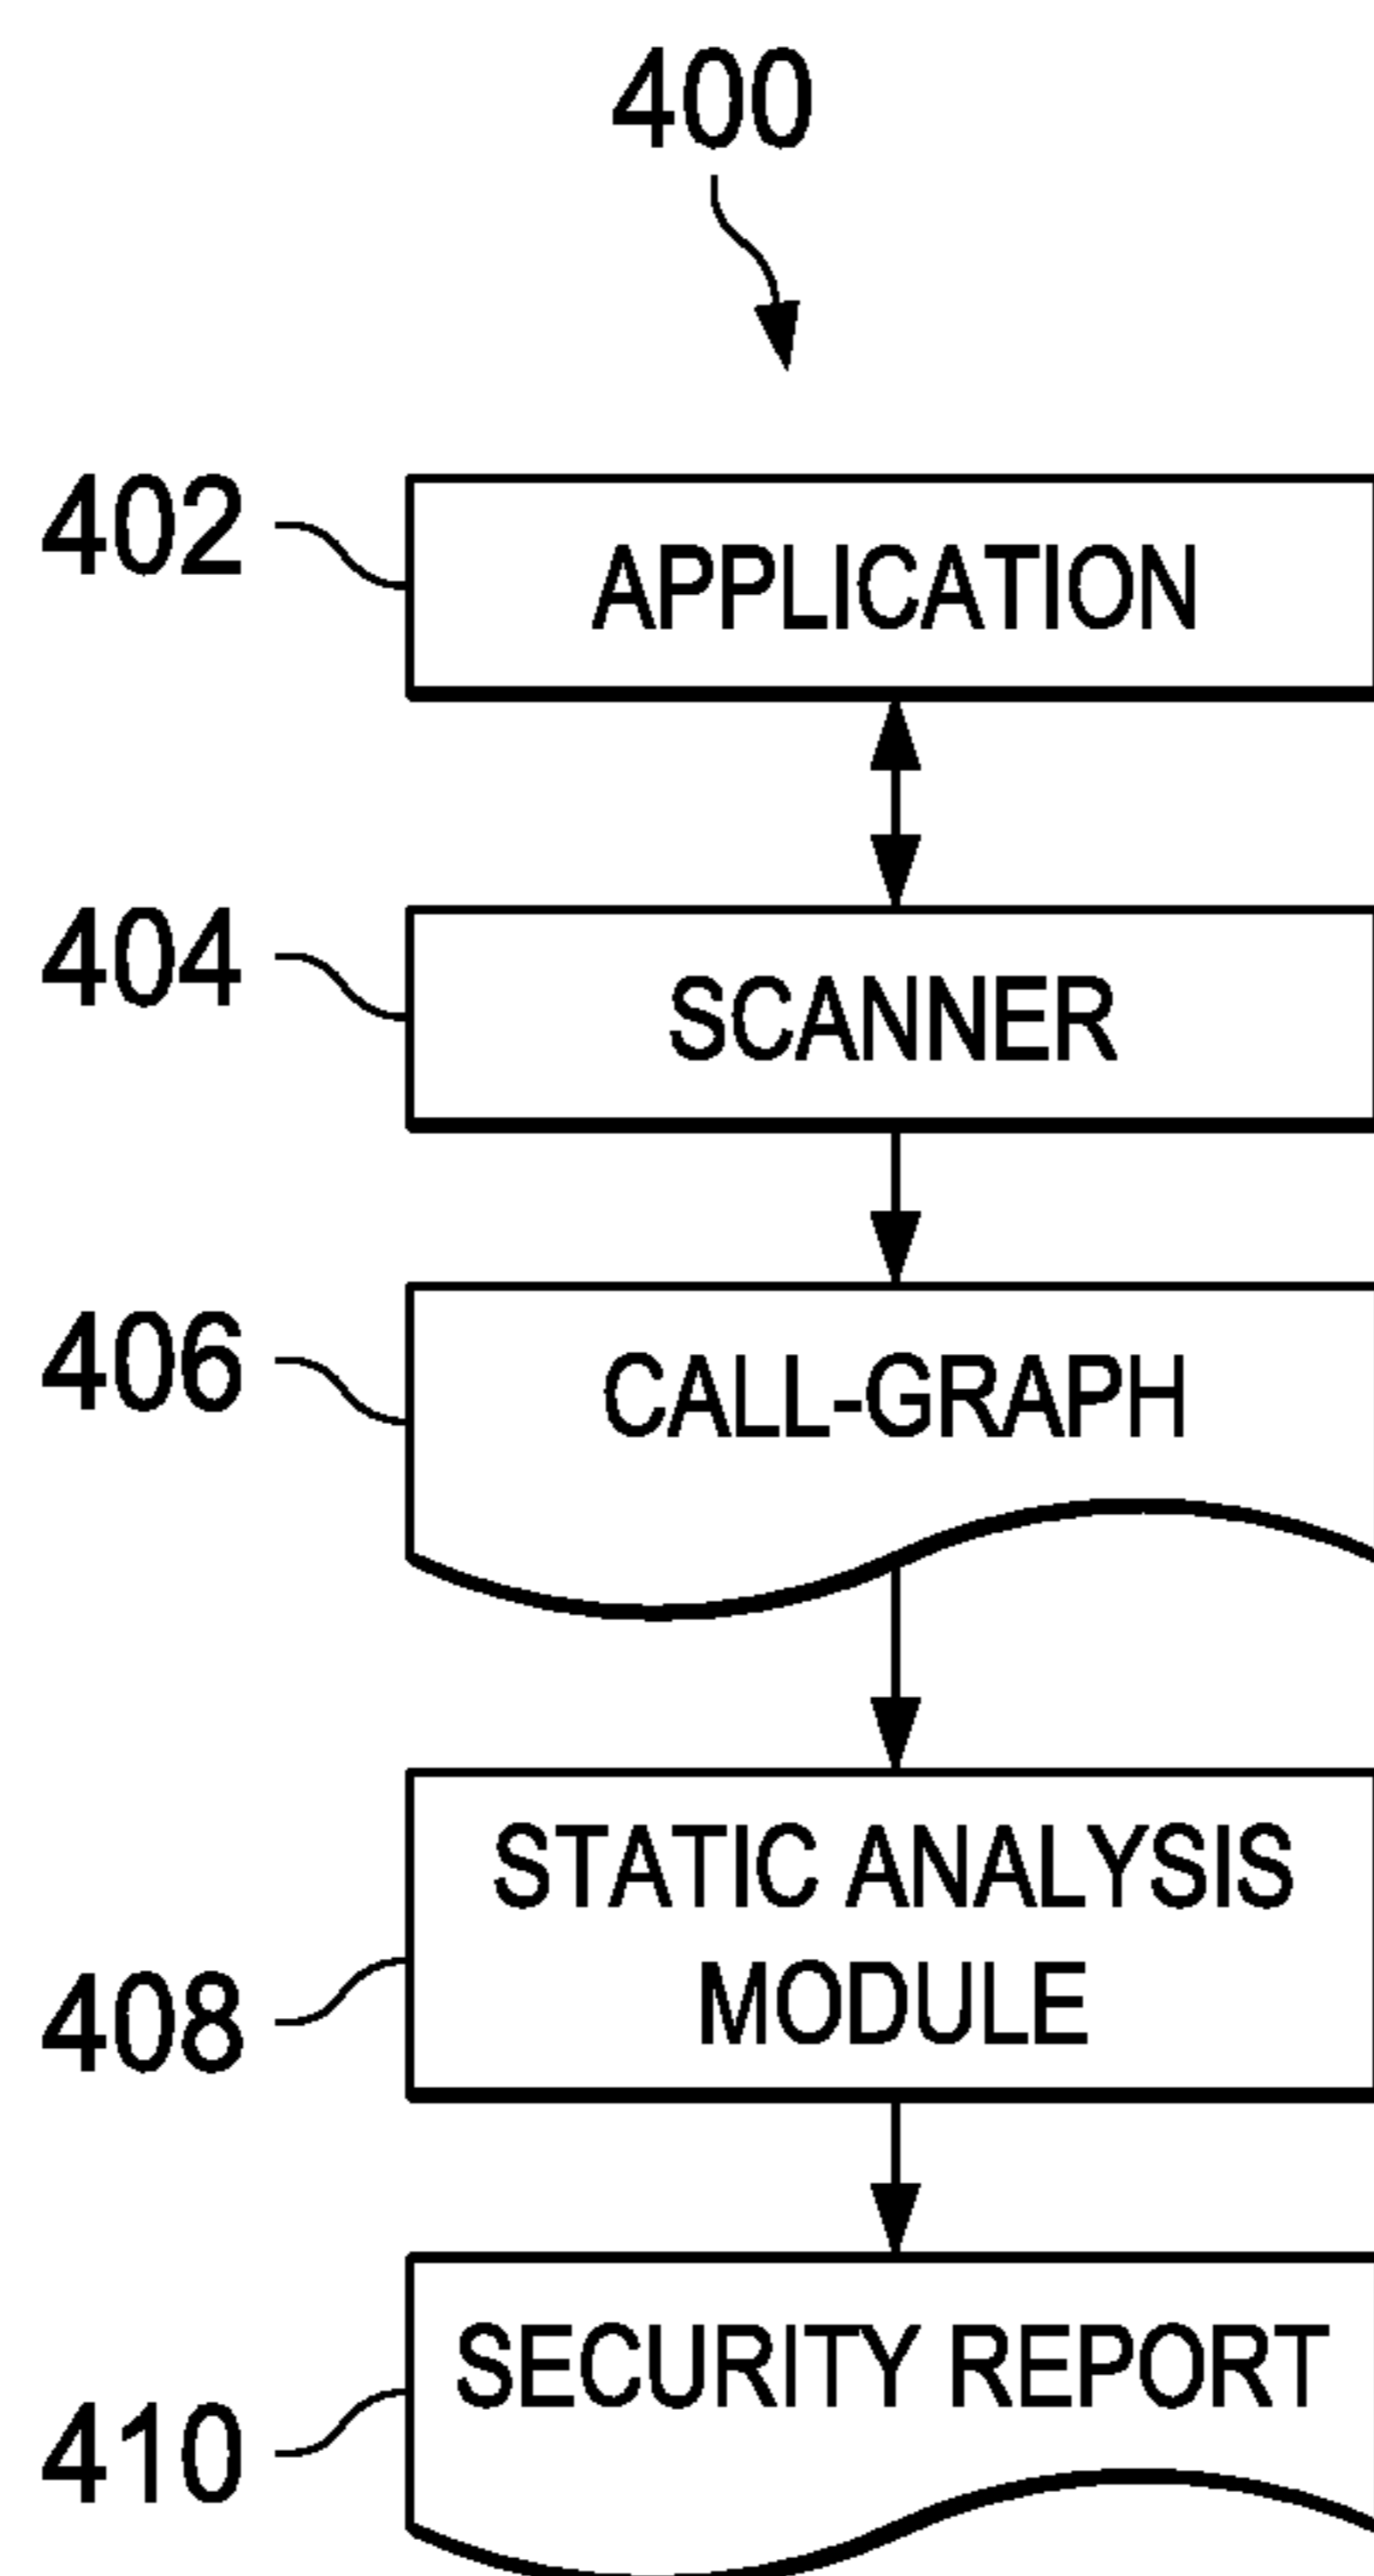 400
402
APPLICATION
404
SCANNER
406
CALL-GRAPH
STATIC ANALYSIS
MODULE
408
SECURITY REPORT
410